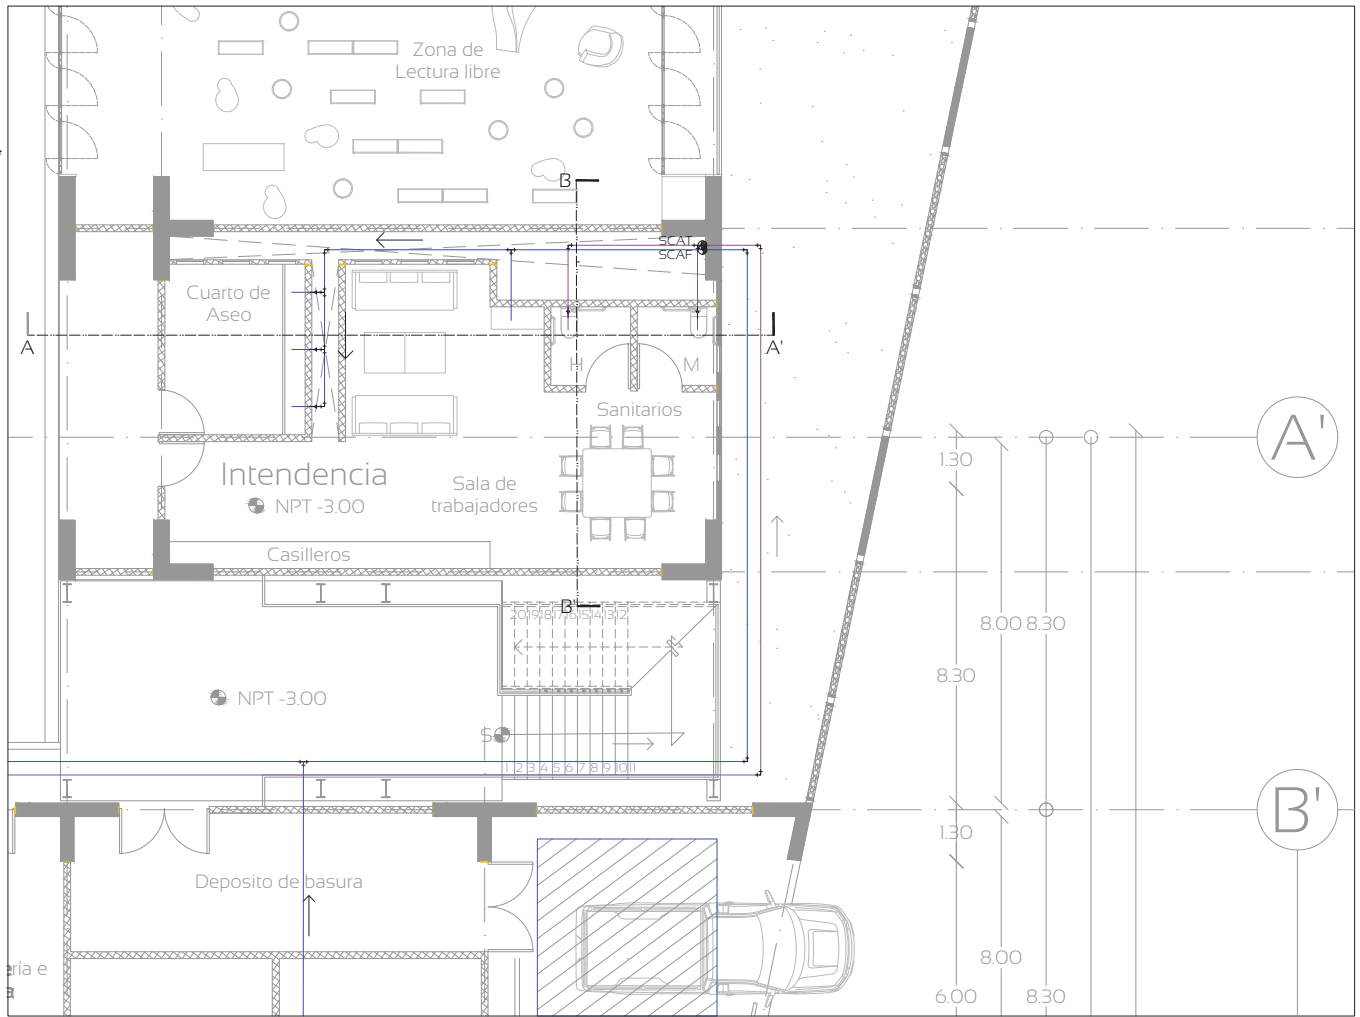 Zona de
Lectura libre
B
SCAT
SCAF
Cuarto de
Aseo
A
A'
H
M
Sanitarios
A'
1.30
Intendencia
NPT -3.00
Sala de
trabajadores
Casilleros
B'
201918171615141312
8.00 8.30
8.30
NPT -3.00
S
1 2 3 4 5 6 7 8 9 10 11
B'
1.30
Deposito de basura
ría e
8.00
6.00 8.30